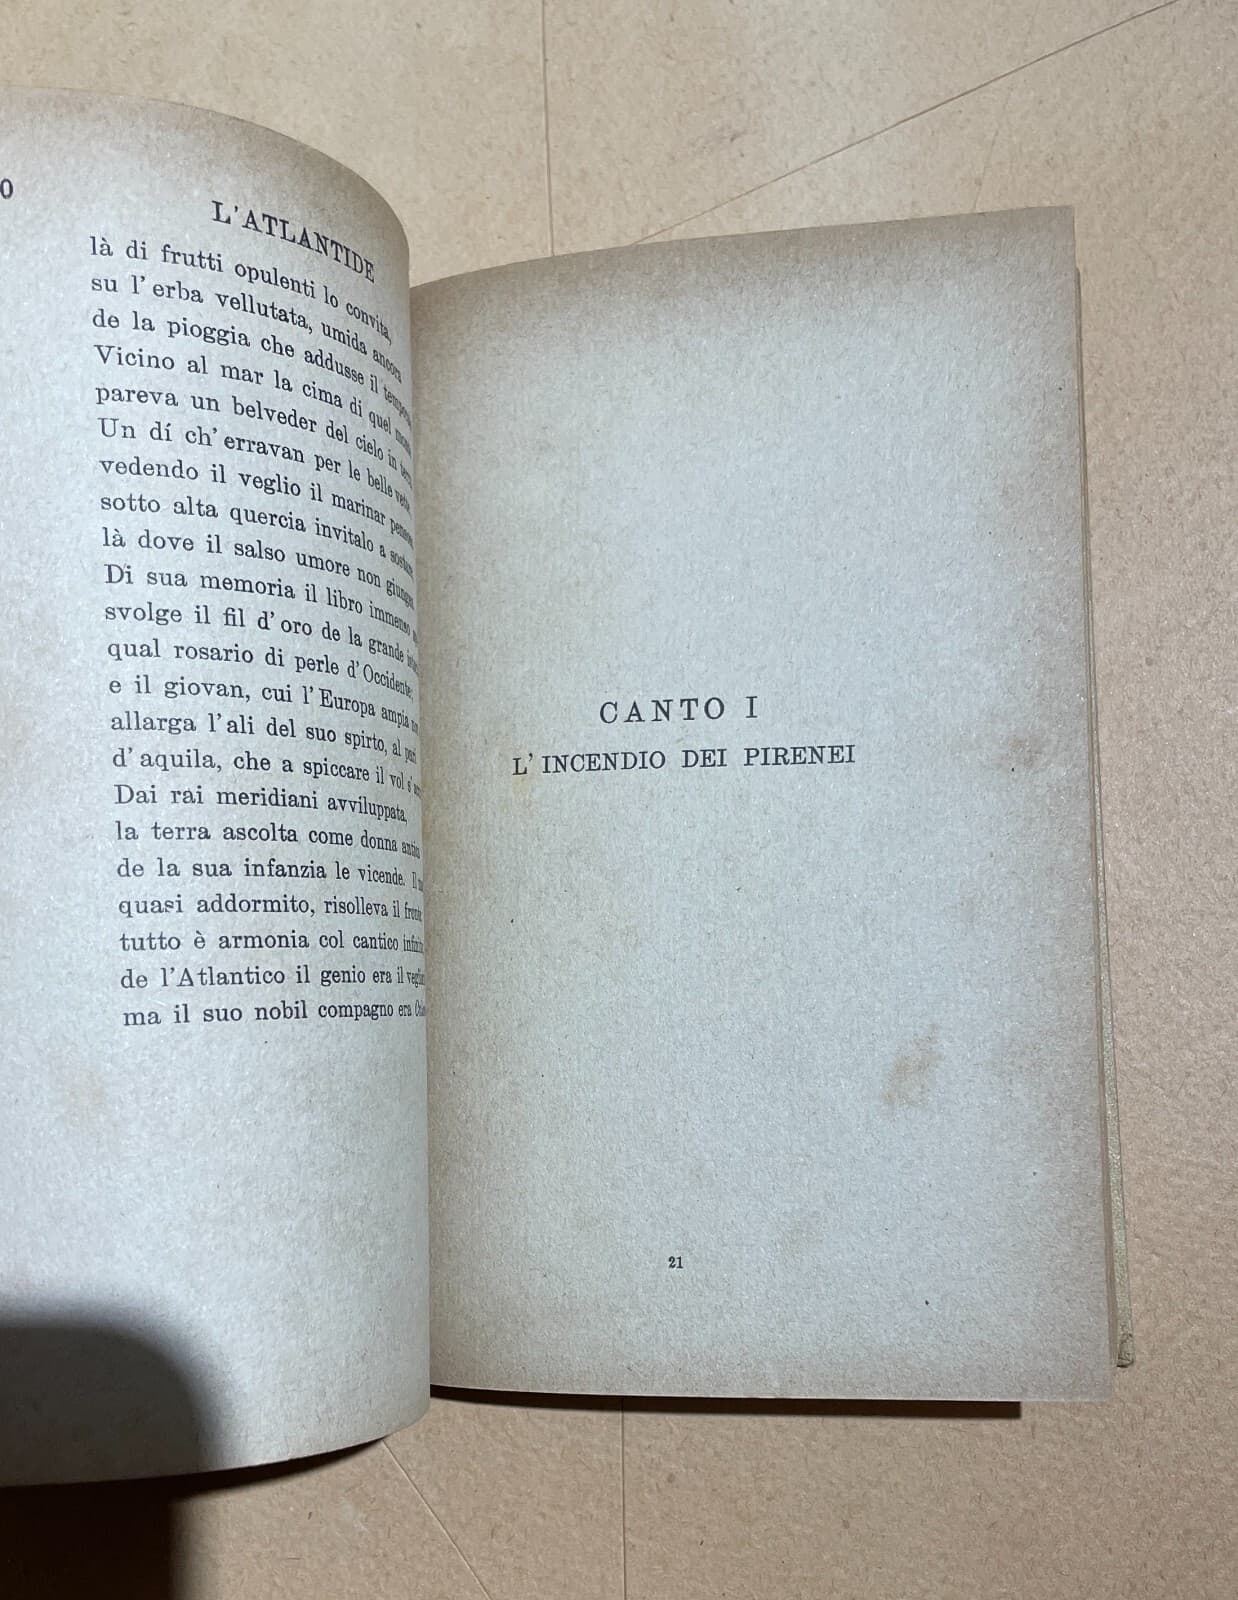 0
L'ATLANTIDE
là di frutti opulenti lo convita,
su l'erba vellutata, umida ancora
de la pioggia che addusse il
Vicino al mar la cima di quel
pareva un belveder del cielo in terra
Un dí ch'erravan per le belle vette
vedendo il veglio il marinar
sotto alta quercia invitalo a
là dove il salso umore non
Di sua memoria il libro immenso
svolge il fil d'oro de la grande
qual rosario di perle d'Occidente;
e il giovan, cui l'Europa ampia
allarga l'ali del suo spirto, al pari
d'aquila, che a spiccare il vol
Dai rai meridiani avviluppata,
la terra ascolta come donna
de la sua infanzia le vicende. Il
quasi addormito, risolleva il fronte
tutto è armonia col cantico
de l'Atlantico il genio era il veglio
ma il suo nobil compagno era
CANTO I
L'INCENDIO DEI PIRENEI
21